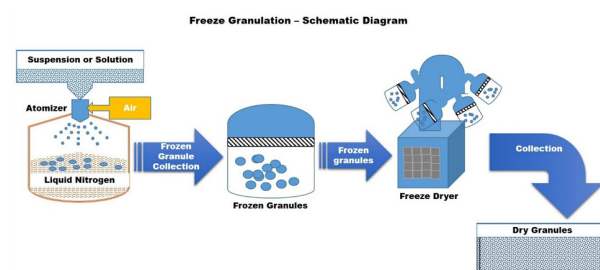 Freeze Granulation – Schematic Diagram
Suspension or Solution
Atomizer
Air
Liquid Nitrogen
Frozen
Granule
Collection
Frozen Granules
Frozen
granules
Freeze Dryer
Collection
Dry Granules